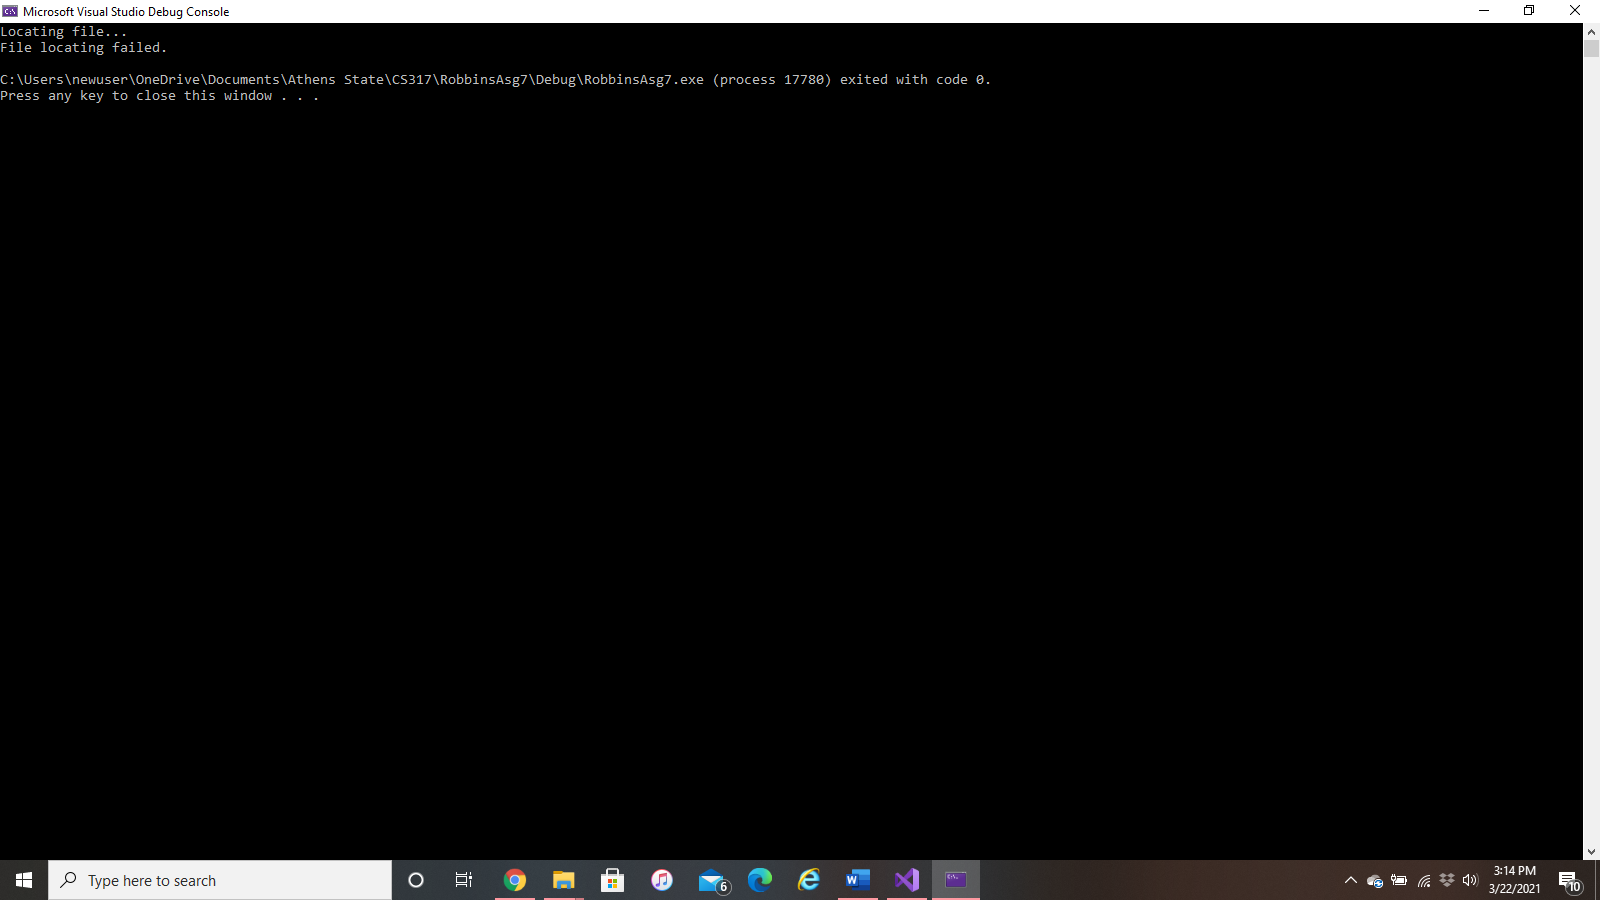 Microsoft Visual Studio Debug Console
Locating file...
File locating failed.
C:\Users\newuser\OneDrive\Documents\Athens State\CS317\RobbinsAsg7\Debug\RobbinsAsg7.exe (process 17780) exited with code 0.
Press any key to close this window . . .
Type here to search
6
W
3:14 PM
3/22/2021
10